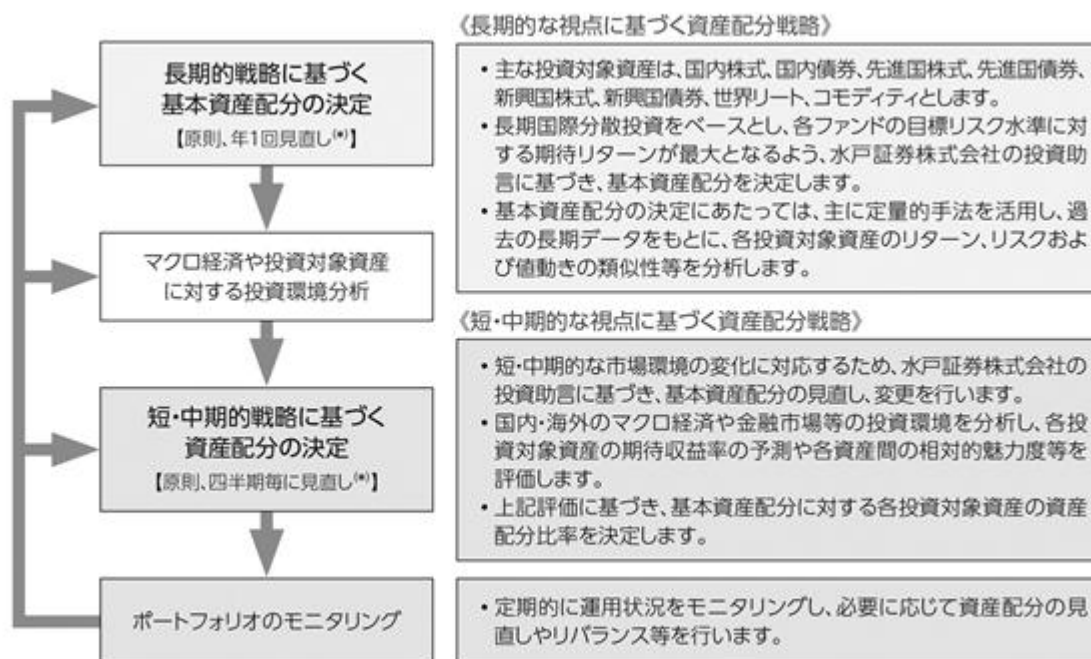 長期的戦略に基づく
基本資産配分の決定
【原則、年1回見直し(*)】
マクロ経済や投資対象資産
に対する投資環境分析
短・中期的戦略に基づく
資産配分の決定
【原則、四半期毎に見直し(*)】
ポートフォリオのモニタリング
《長期的な視点に基づく資産配分戦略》
・主な投資対象資産は、国内株式、国内債券、先進国株式、先進国債券、
新興国株式、新興国債券、世界リート、コモディティとします。
・長期国際分散投資をベースとし、各ファンドの目標リスク水準に対
する期待リターンが最大となるよう、水戸証券株式会社の投資助
言に基づき、基本資産配分を決定します。
・基本資産配分の決定にあたっては、主に定量的手法を活用し、過
去の長期データをもとに、各投資対象資産のリターン、リスクおよ
び値動きの類似性等を分析します。
《短・中期的な視点に基づく資産配分戦略》
・短・中期的な市場環境の変化に対応するため、水戸証券株式会社の
投資助言に基づき、基本資産配分の見直し、変更を行います。
・国内・海外のマクロ経済や金融市場等の投資環境を分析し、各投
資対象資産の期待収益率の予測や各資産間の相対的魅力度等を
評価します。
・上記評価に基づき、基本資産配分に対する各投資対象資産の資産
配分比率を決定します。
・定期的に運用状況をモニタリングし、必要に応じて資産配分の見
直しやリバランス等を行います。